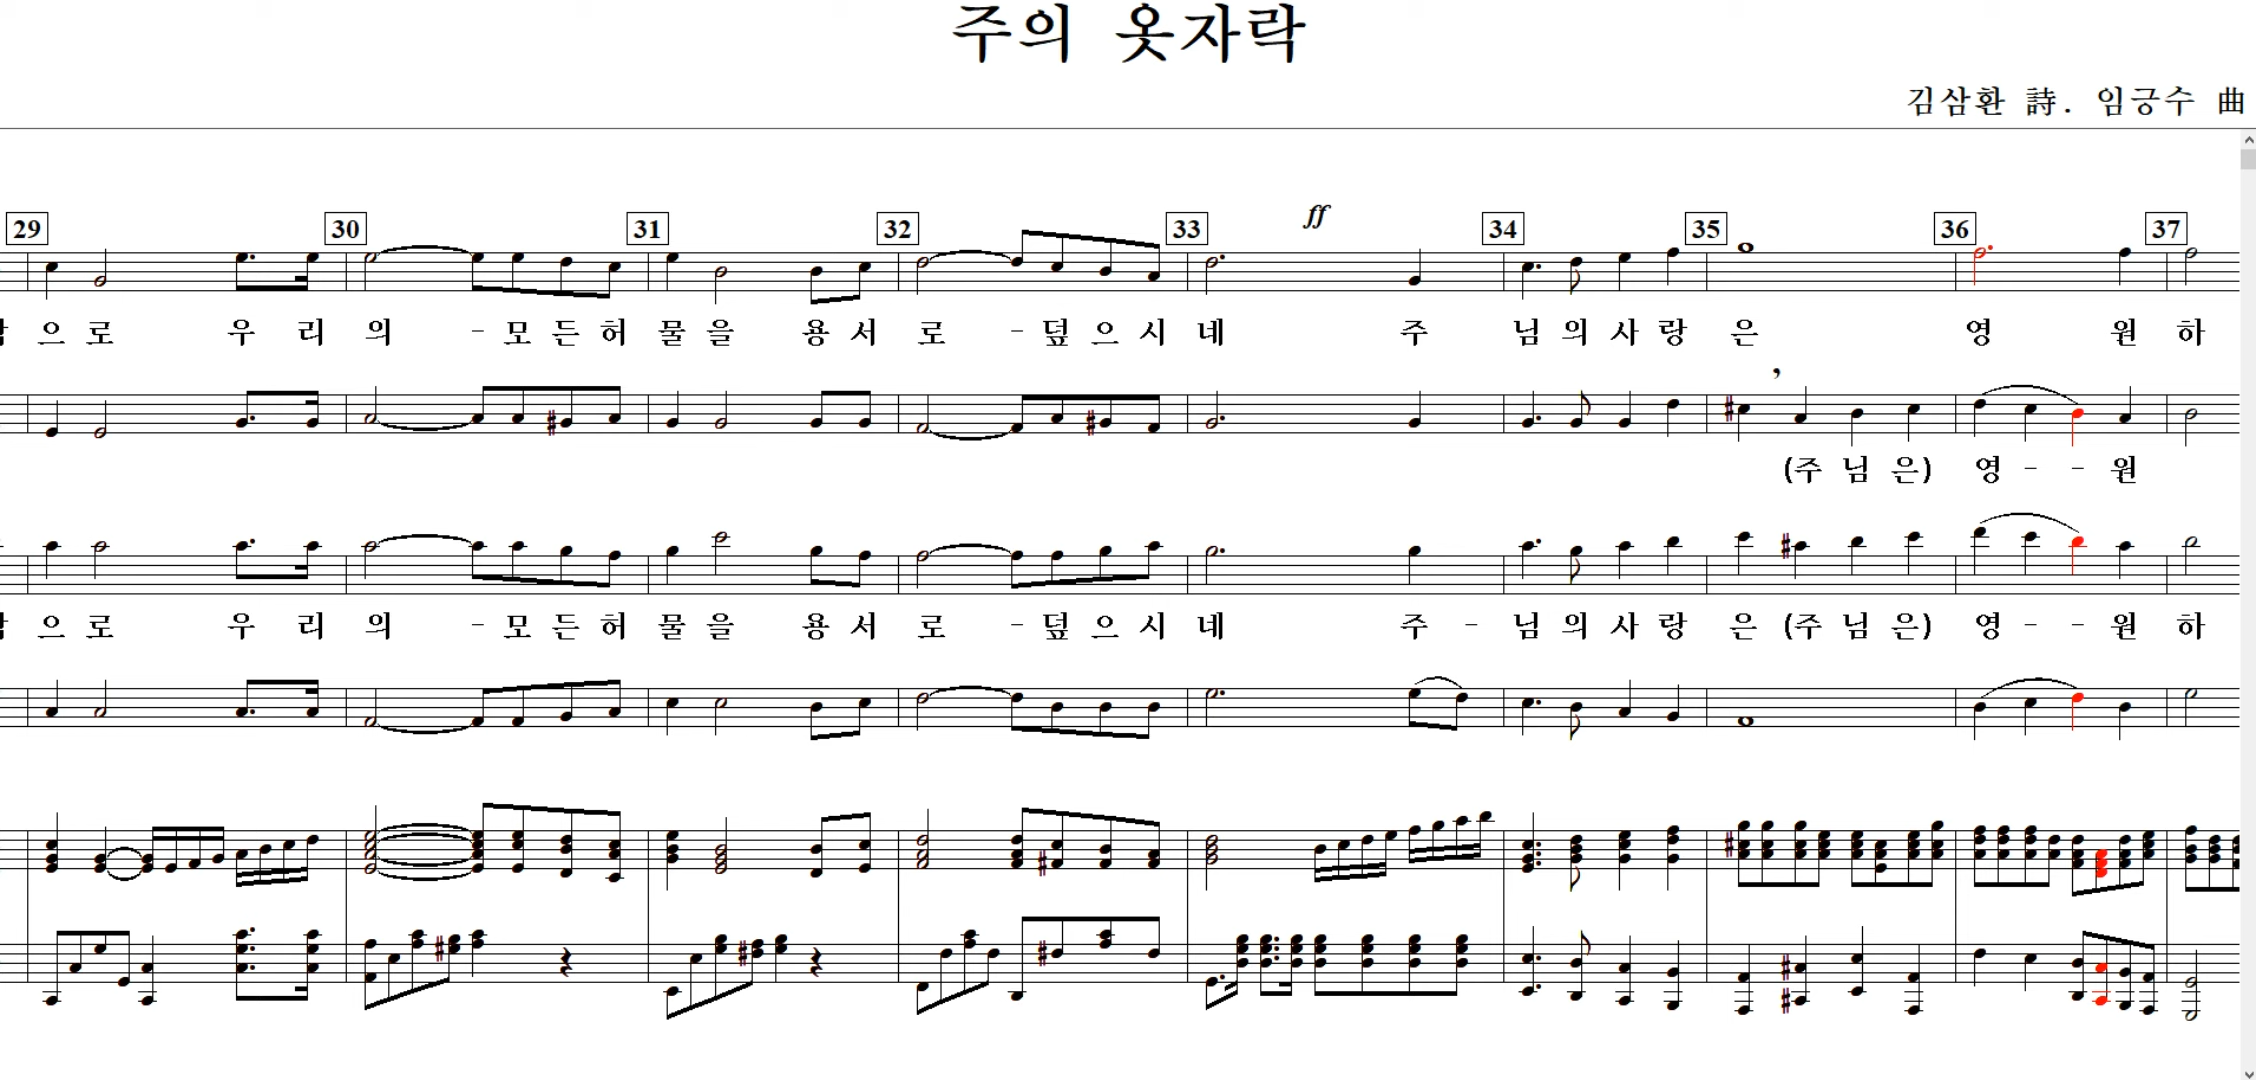 주의 옷자락
김삼환 詩. 임긍수 曲
29 30 31 32 33 ff 34 35 36 37
으로 우리의 - 모든허 물을 용서 로 - 덮으시 네 주 님의사랑 은 영 원 하
,
(주님은) 영 - - 원
으로 우리의 - 모든허 물을 용서 로 - 덮으시 네 주 - 님의사랑 은 (주님은) 영 - - 원 하